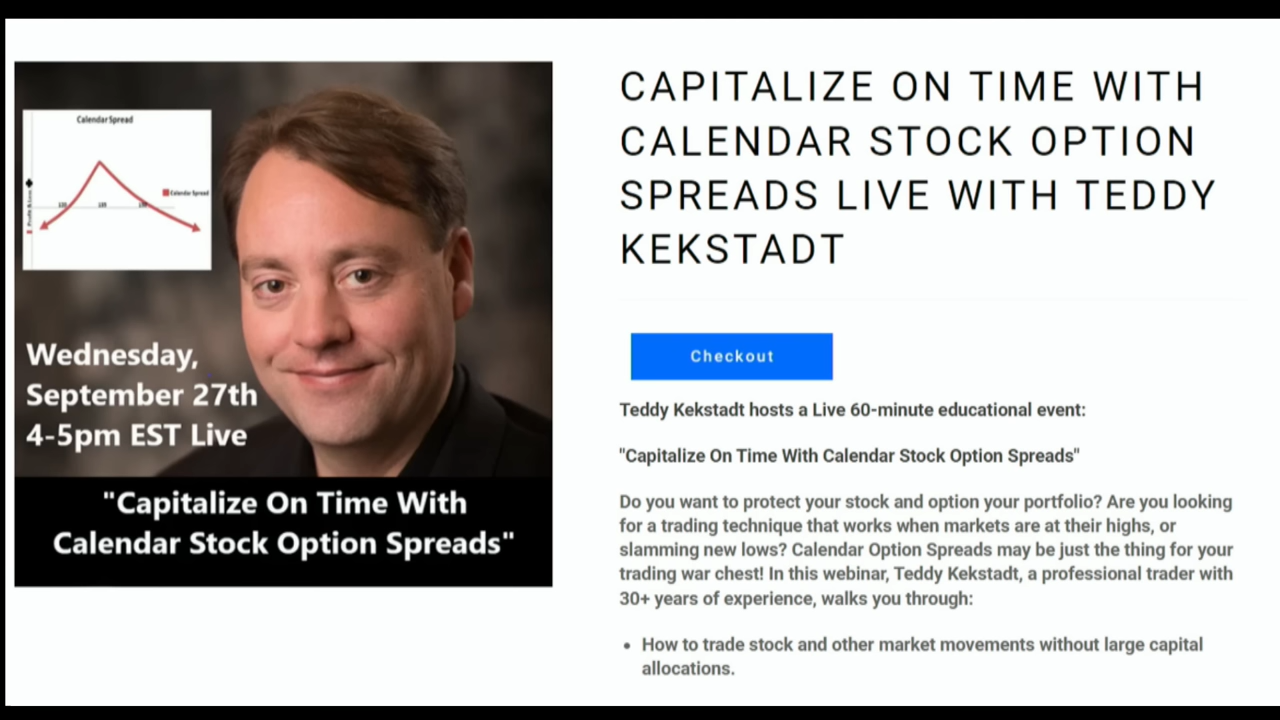 Calendar Spread
Calendar Spread
Wednesday,
September 27th
4-5pm EST Live
"Capitalize On Time With
Calendar Stock Option Spreads"
CAPITALIZE ON TIME WITH
CALENDAR STOCK OPTION
SPREADS LIVE WITH TEDDY
KEKSTADT
Checkout
Teddy Kekstadt hosts a Live 60-minute educational event:
"Capitalize On Time With Calendar Stock Option Spreads"
Do you want to protect your stock and option your portfolio? Are you looking
for a trading technique that works when markets are at their highs, or
slamming new lows? Calendar Option Spreads may be just the thing for your
trading war chest! In this webinar, Teddy Kekstadt, a professional trader with
30+ years of experience, walks you through:
• How to trade stock and other market movements without large capital
allocations.